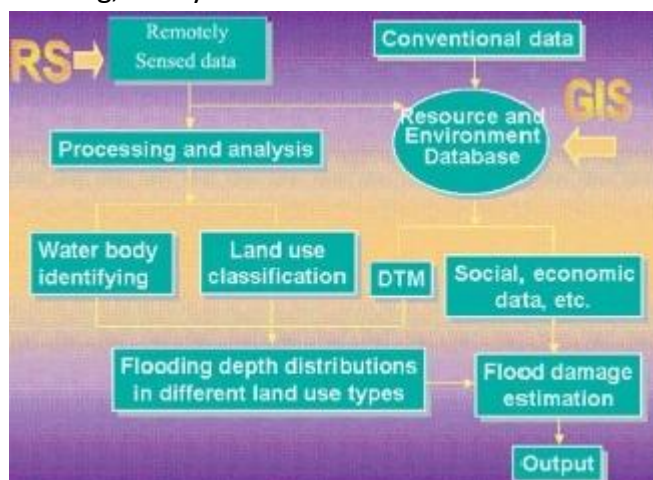 RS
Remotely
Sensed data
Conventional data
GIS
Resource and
Environment
Database
Processing and analysis
Water body
identifying
Land use
classification
DTM
Social, economic
data, etc.
Flooding depth distributions
in different land use types
Flood damage
estimation
Output